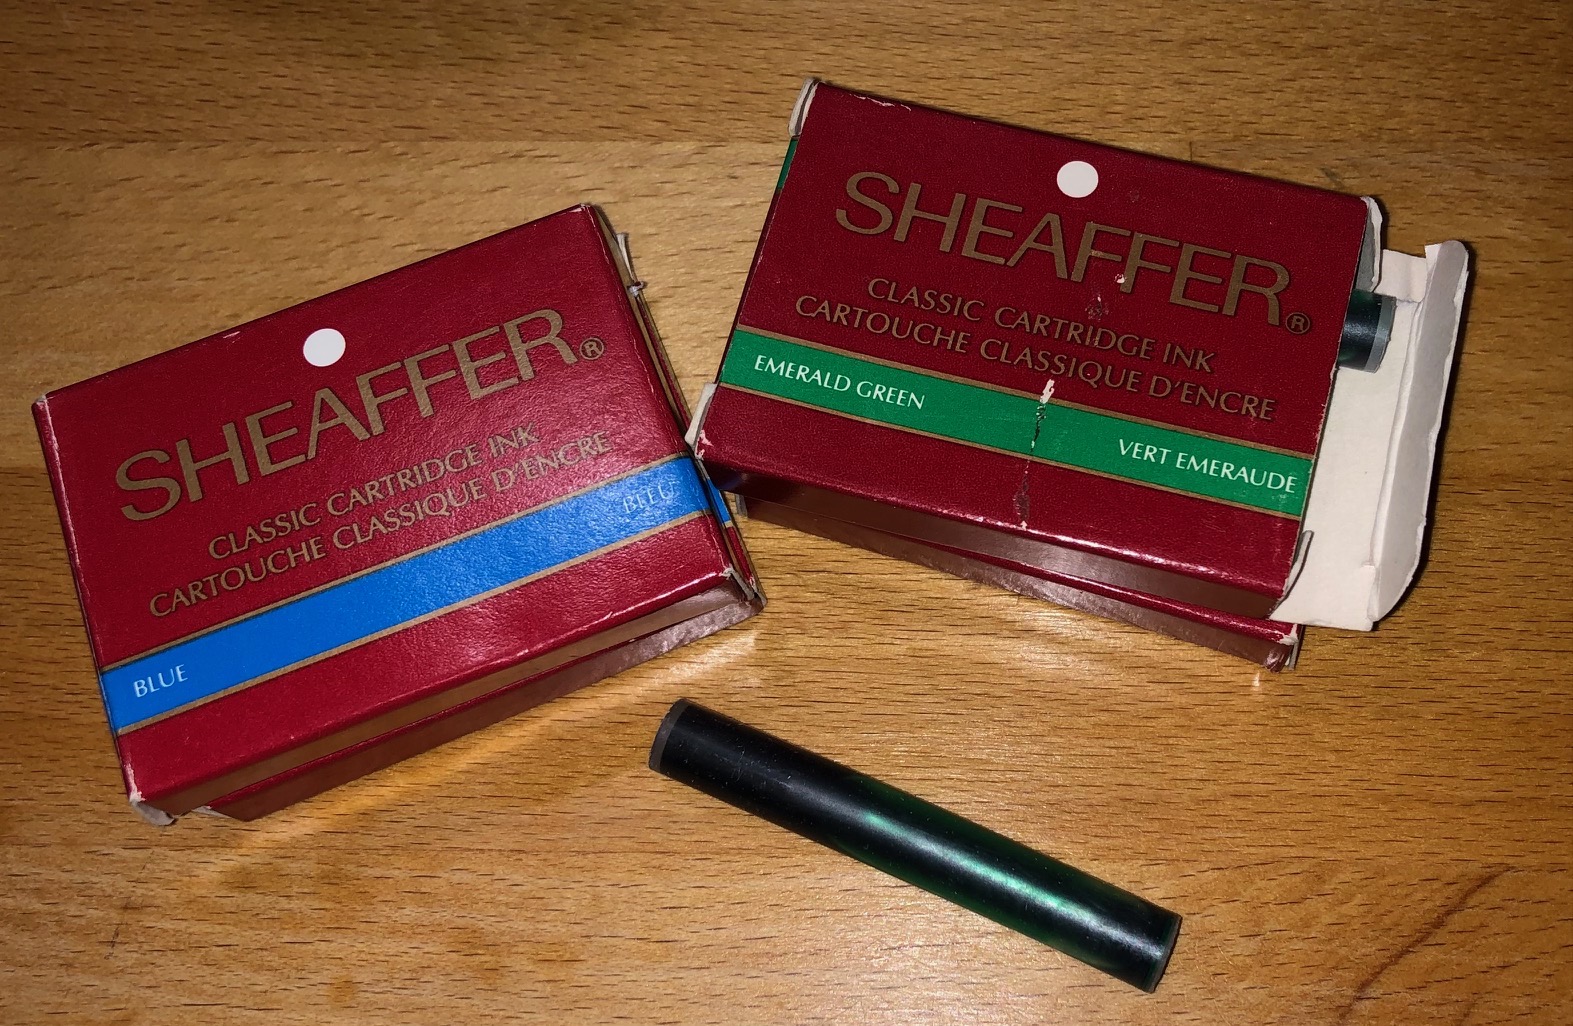 SHEAFFER®
CLASSIC CARTRIDGE INK
CARTOUCHE CLASSIQUE D'ENCRE
BLUE BLEU
SHEAFFER®
CLASSIC CARTRIDGE INK
CARTOUCHE CLASSIQUE D'ENCRE
EMERALD GREEN VERT EMERAUDE